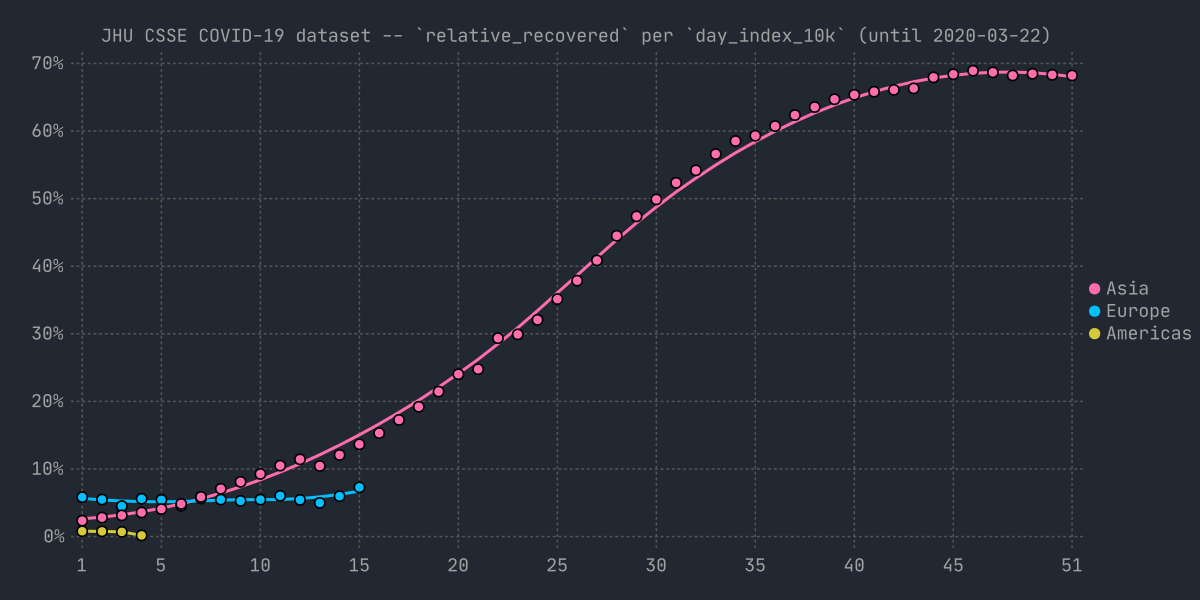 JHU CSSE COVID-19 dataset -- `relative_recovered` per `day_index_10k` (until 2020-03-22)
70%
60%
50%
40%
30%
20%
10%
0%
1 5 10 15 20 25 30 35 40 45 51
Asia
Europe
Americas